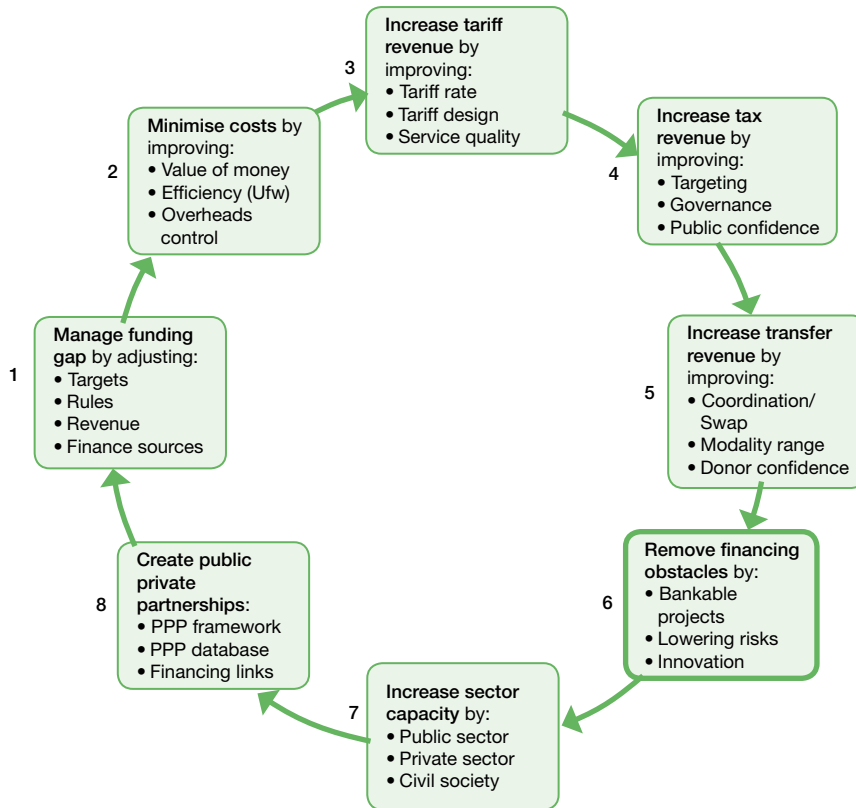 1
Manage funding
gap by adjusting:
• Targets
• Rules
• Revenue
• Finance sources
2
Minimise costs by
improving:
• Value of money
• Efficiency (Ufw)
• Overheads
control
3
Increase tariff
revenue by
improving:
• Tariff rate
• Tariff design
• Service quality
4
Increase tax
revenue by
improving:
• Targeting
• Governance
• Public confidence
5
Increase transfer
revenue by
improving:
• Coordination/
Swap
• Modality range
• Donor confidence
6
Remove financing
obstacles by:
• Bankable
projects
• Lowering risks
• Innovation
7
Increase sector
capacity by:
• Public sector
• Private sector
• Civil society
8
Create public
private
partnerships:
• PPP framework
• PPP database
• Financing links